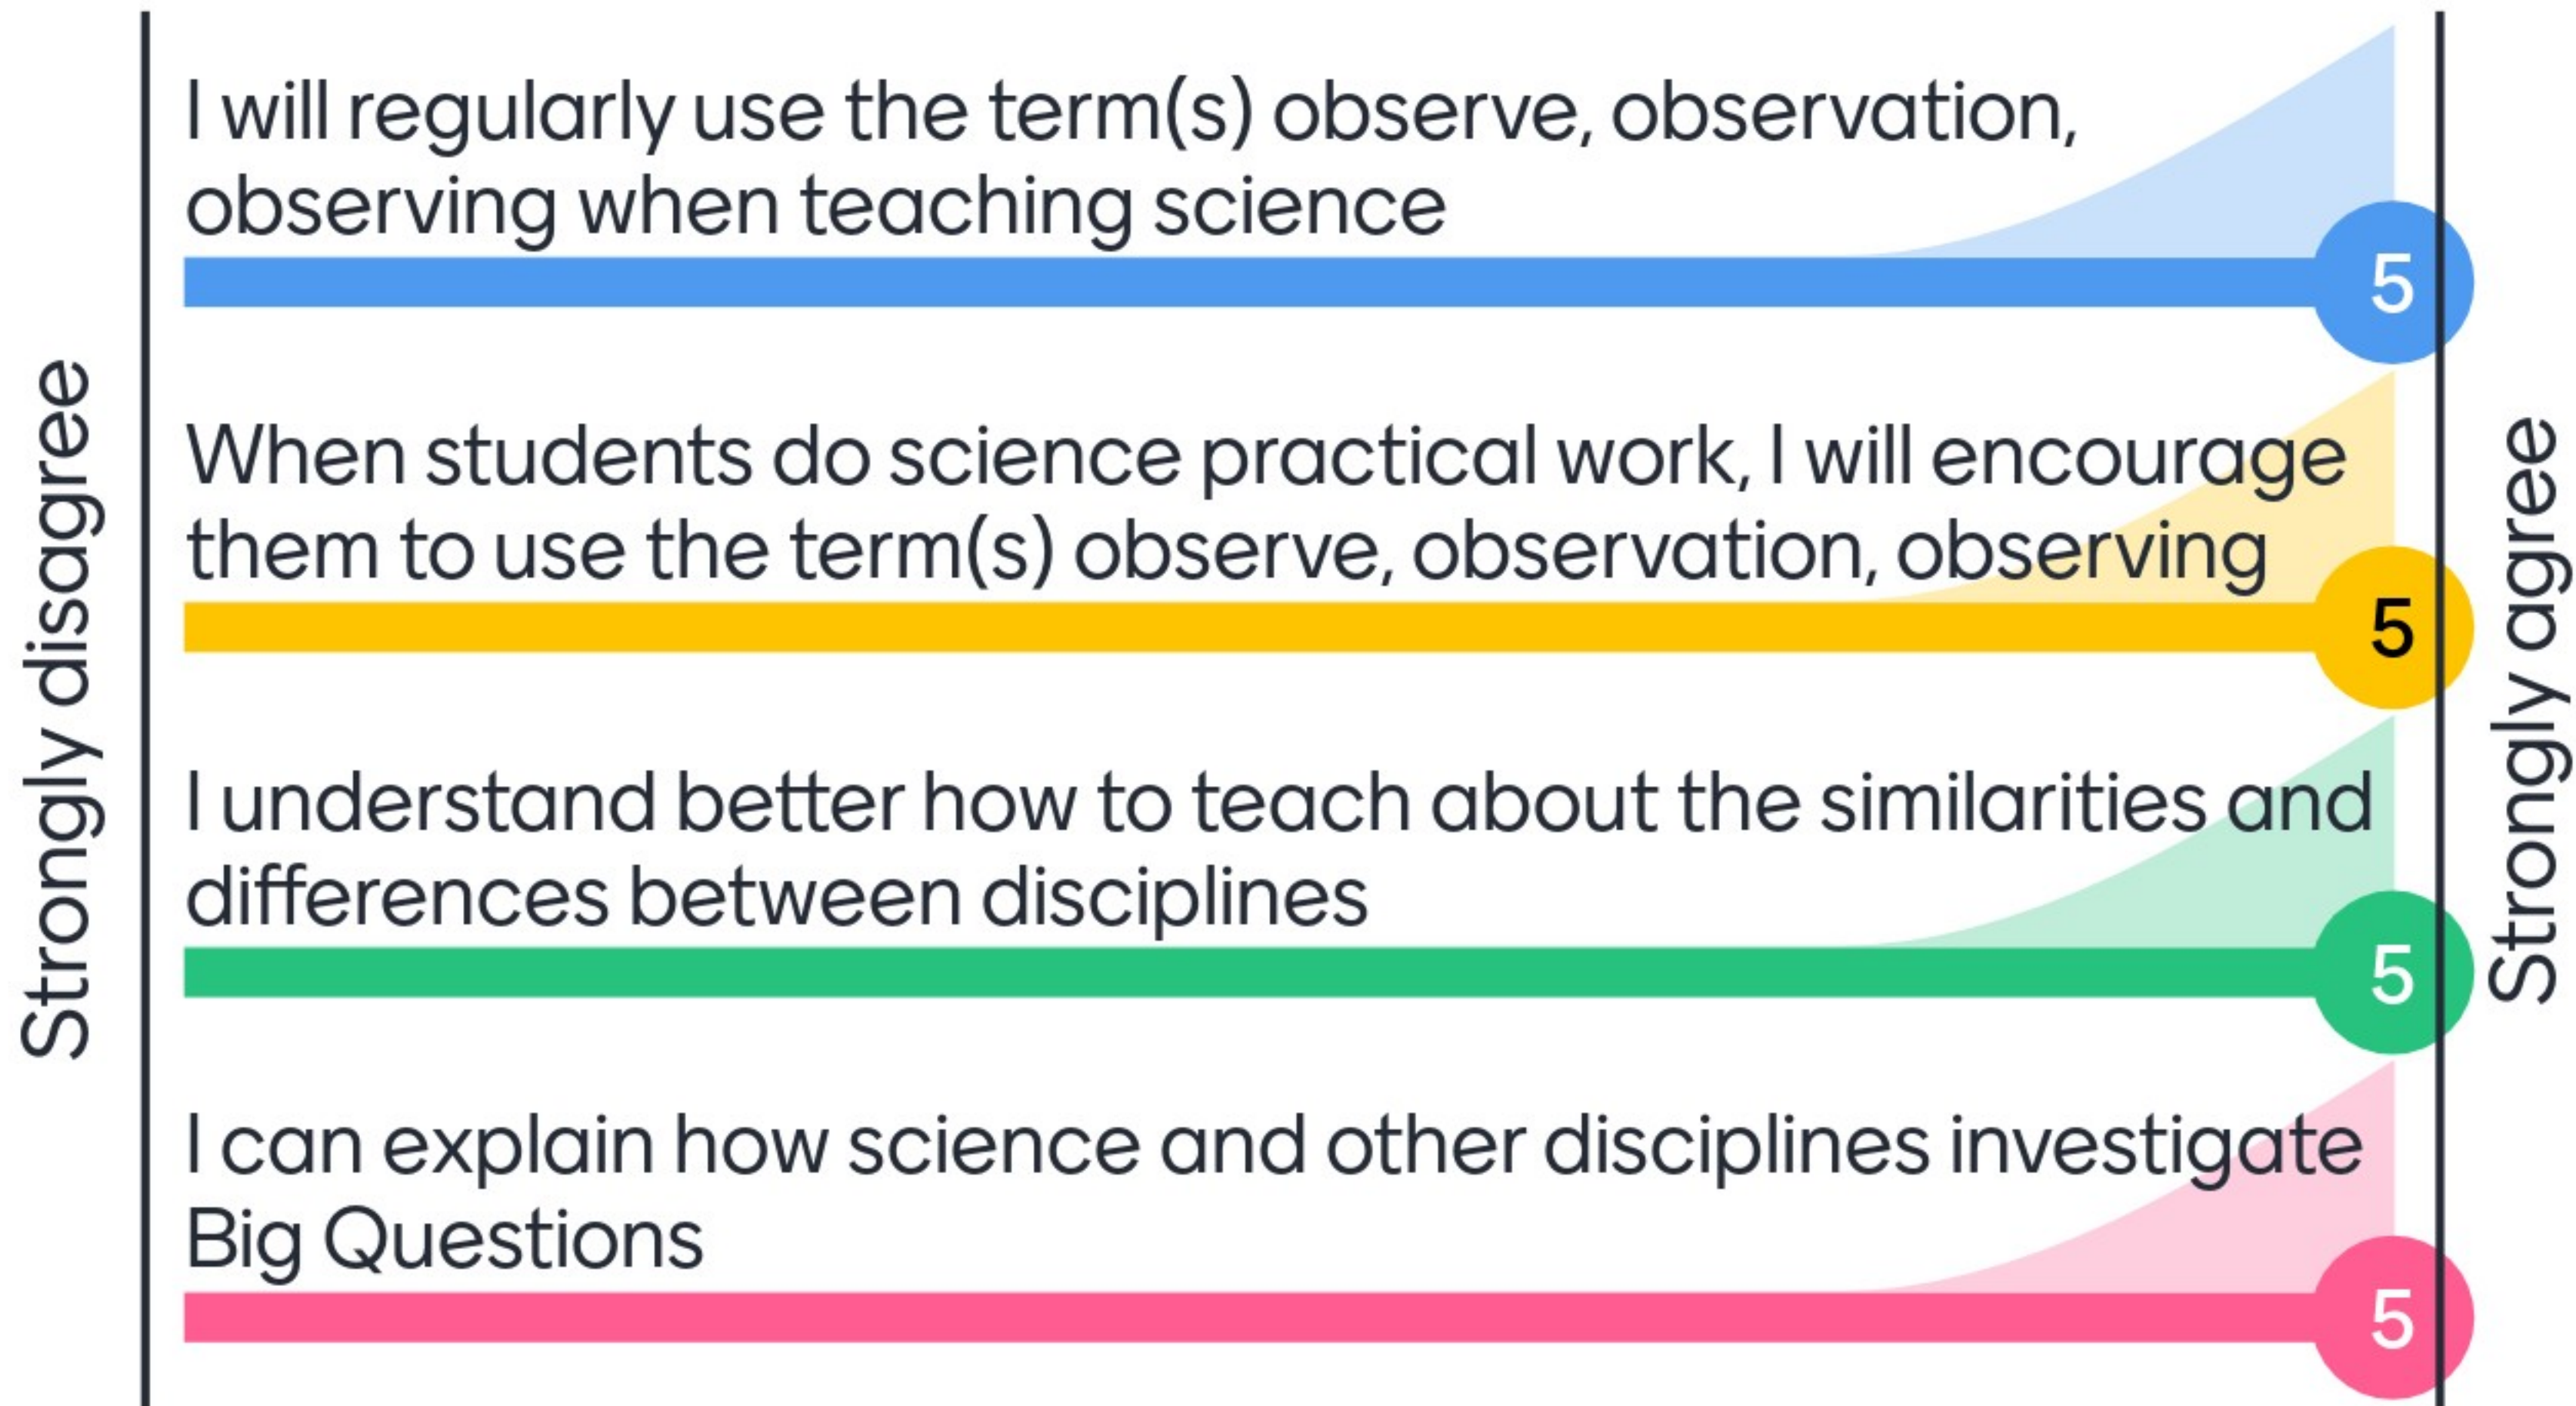 Strongly disagree
I will regularly use the term(s) observe, observation,
observing when teaching science
5
When students do science practical work, I will encourage
them to use the term(s) observe, observation, observing
5
I understand better how to teach about the similarities and
differences between disciplines
5
I can explain how science and other disciplines investigate
Big Questions
5
Strongly agree